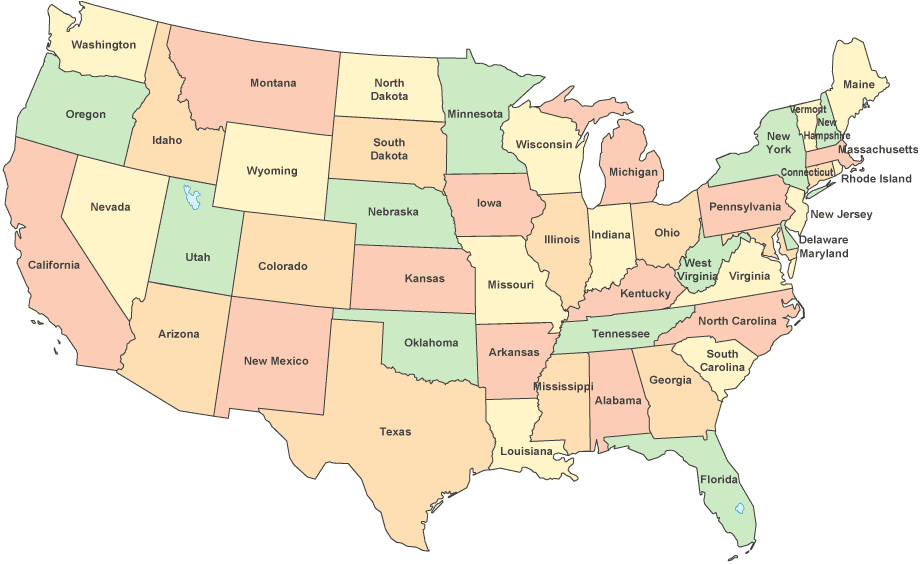 Washington
Montana
North
Dakota
Minnesota
Maine
Oregon
Idaho
Wyoming
South
Dakota
Wisconsin
Michigan
New
York
Vermont
New
Hampshire
Massachusetts
Connecticut
Rhode Island
Nevada
Utah
Colorado
Nebraska
Iowa
Illinois
Indiana
Ohio
Pennsylvania
New Jersey
Delaware
Maryland
California
Kansas
Missouri
Kentucky
West
Virginia
Virginia
Arizona
New Mexico
Oklahoma
Arkansas
Tennessee
North Carolina
South
Carolina
Texas
Mississippi
Alabama
Georgia
Louisiana
Florida